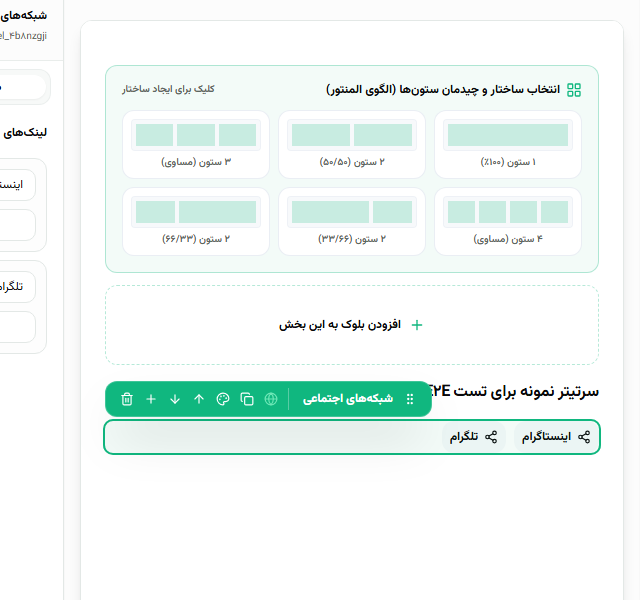 انتخاب ساختار و چیدمان ستون‌ها (الگوی المنتور)
کلیک برای ایجاد ساختار
۱ ستون (۱۰۰٪)
۲ ستون (۵۰/۵۰)
۳ ستون (مساوی)
۴ ستون (مساوی)
۲ ستون (۳۳/۶۶)
۲ ستون (۶۶/۳۳)
افزودن بلوک به این بخش
سرتیتر نمونه برای تست E۲E
شبکه‌های اجتماعی
اینستاگرام
تلگرام
شبکه‌های
el_۴b۸nzgji
لینک‌های
اینستا
تلگرام